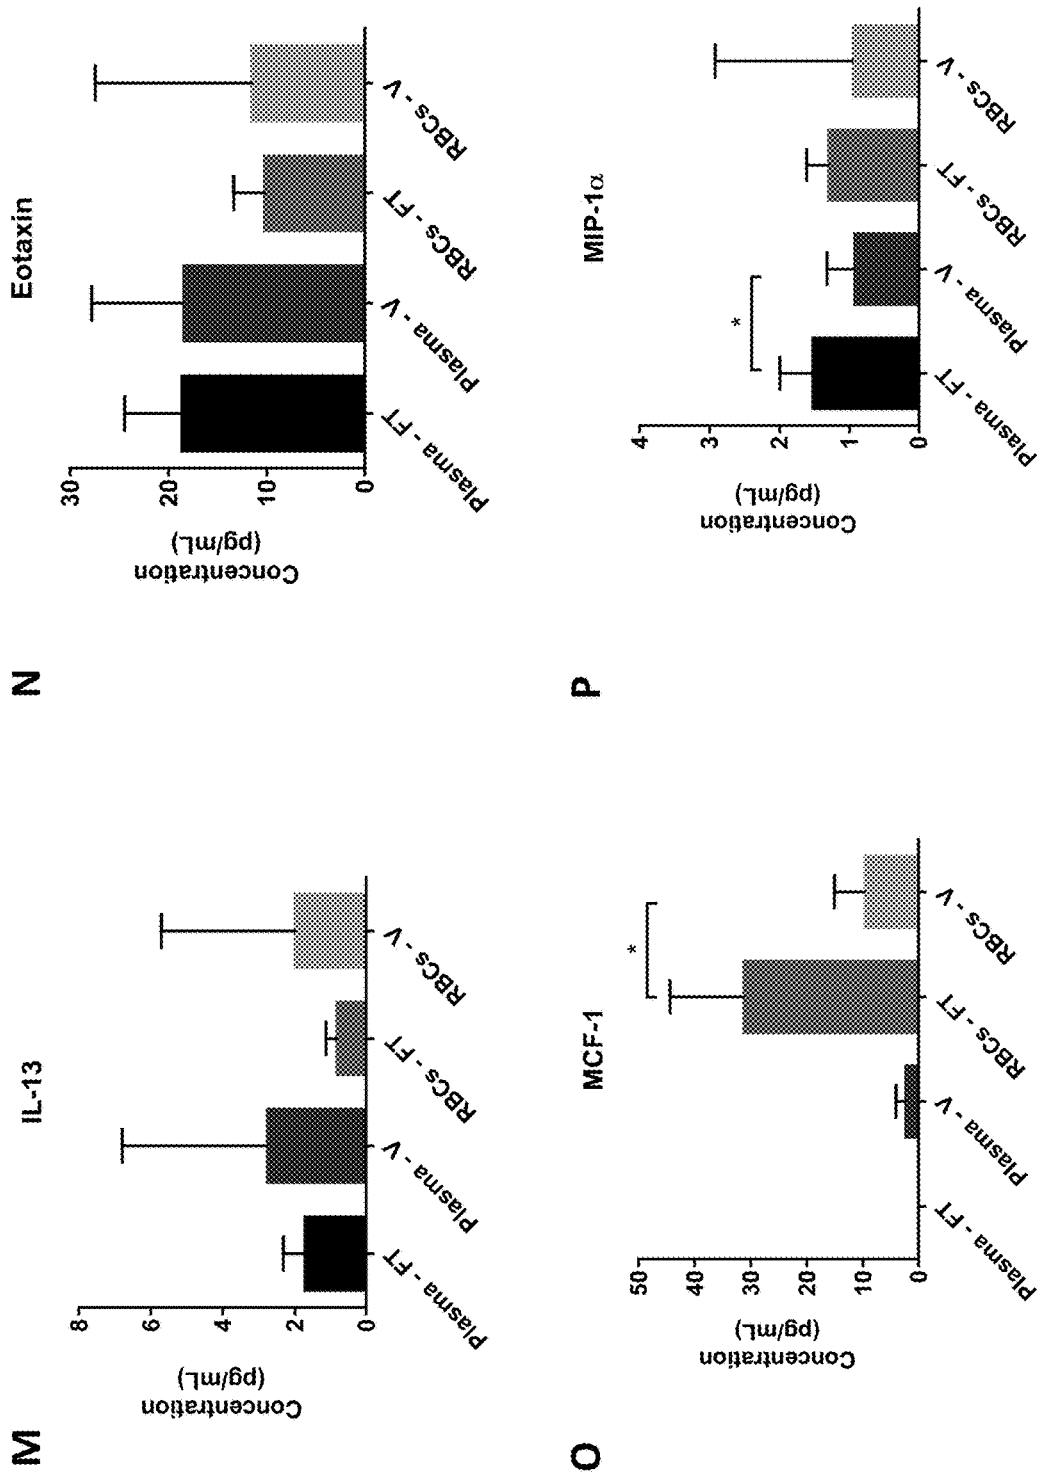 M
IL-13
Concentration
(pg/mL)
8
6
4
2
0
Plasma - FT
Plasma - V
RBCs - FT
RBCs - V
N
Eotaxin
Concentration
(pg/mL)
30
20
10
0
Plasma - FT
Plasma - V
RBCs - FT
RBCs - V
O
MCF-1
Concentration
(pg/mL)
50
40
30
20
10
0
*
Plasma - FT
Plasma - V
RBCs - FT
RBCs - V
P
MIP-1α
Concentration
(pg/mL)
4
3
2
1
0
*
Plasma - FT
Plasma - V
RBCs - FT
RBCs - V